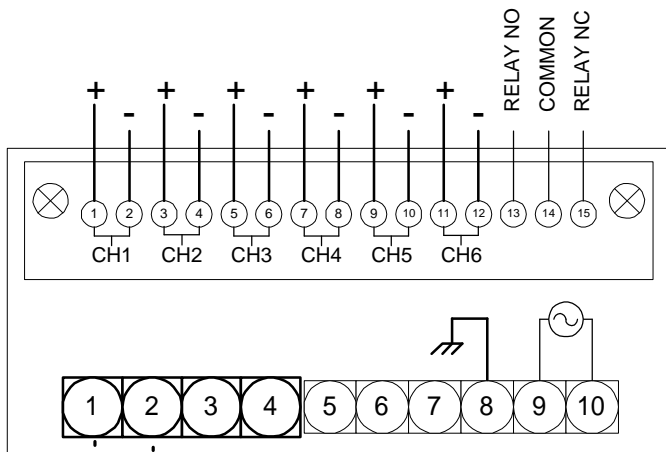 RELAY NO
COMMON
RELAY NC
+ - + - + - + - + - + -
1 2 3 4 5 6 7 8 9 10 11 12 13 14 15
CH1 CH2 CH3 CH4 CH5 CH6
1 2 3 4 5 6 7 8 9 10